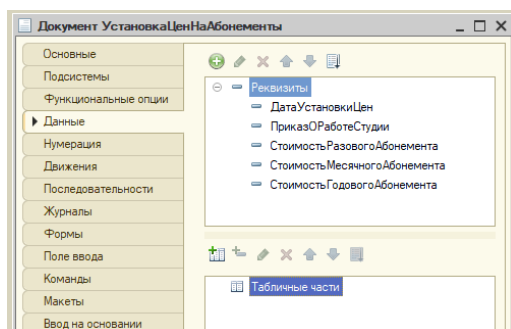 Документ УстановкаЦенНаАбонементы
Основные
Подсистемы
Функциональные опции
Данные
Нумерация
Движения
Последовательности
Журналы
Формы
Поле ввода
Команды
Макеты
Ввод на основании
Реквизиты
ДатаУстановкиЦен
ПриказОРаботеСтудии
СтоимостьРазовогоАбонемента
СтоимостьМесячногоАбонемента
СтоимостьГодовогоАбонемента
Табличные части